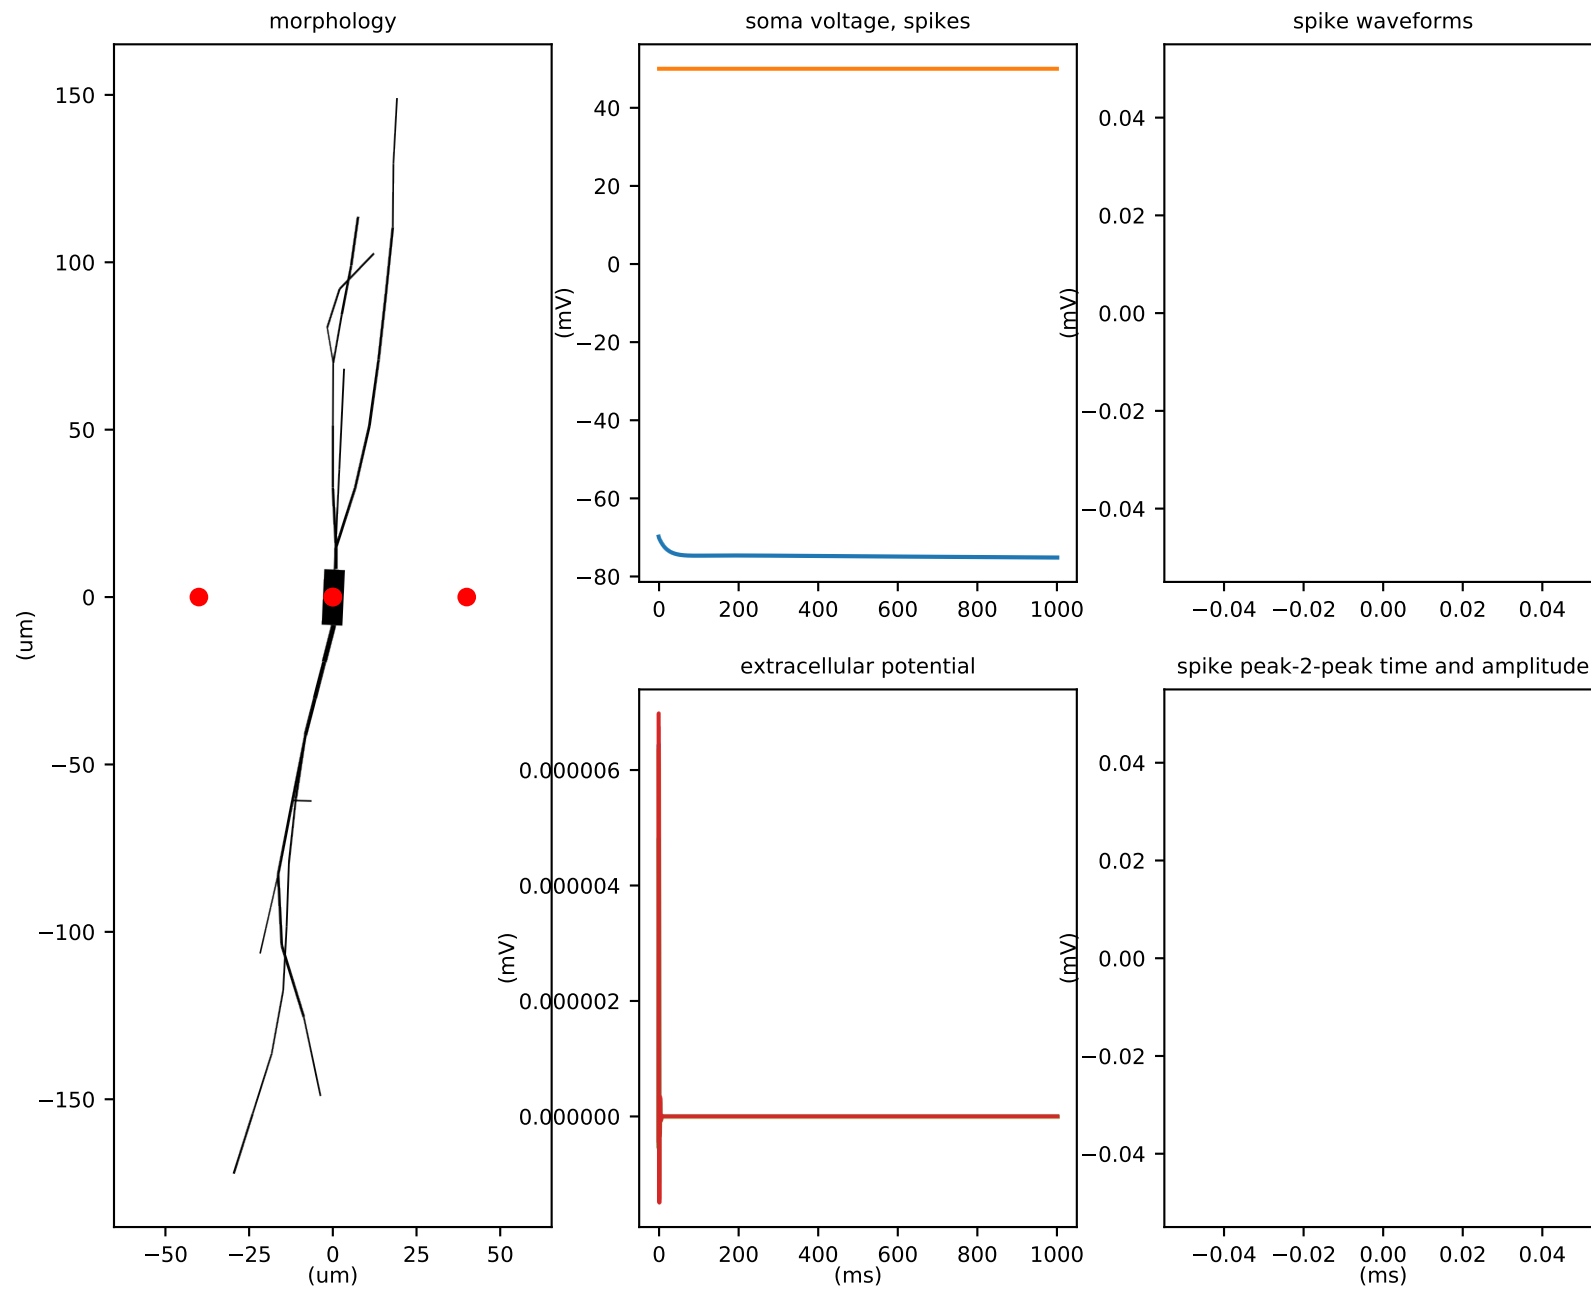 morphology
150
100
50
0
−50
−100
−150
(um)
−50 −25 0 25 50
(um)
soma voltage, spikes
40
20
0
−20
−40
−60
−80
(mV)
0 200 400 600 800 1000
spike waveforms
0.04
0.02
0.00
−0.02
−0.04
(mV)
−0.04 −0.02 0.00 0.02 0.04
extracellular potential
0.000006
0.000004
0.000002
0.000000
(mV)
0 200 400 600 800 1000
(ms)
spike peak-2-peak time and amplitude
0.04
0.02
0.00
−0.02
−0.04
(mV)
−0.04 −0.02 0.00 0.02 0.04
(ms)